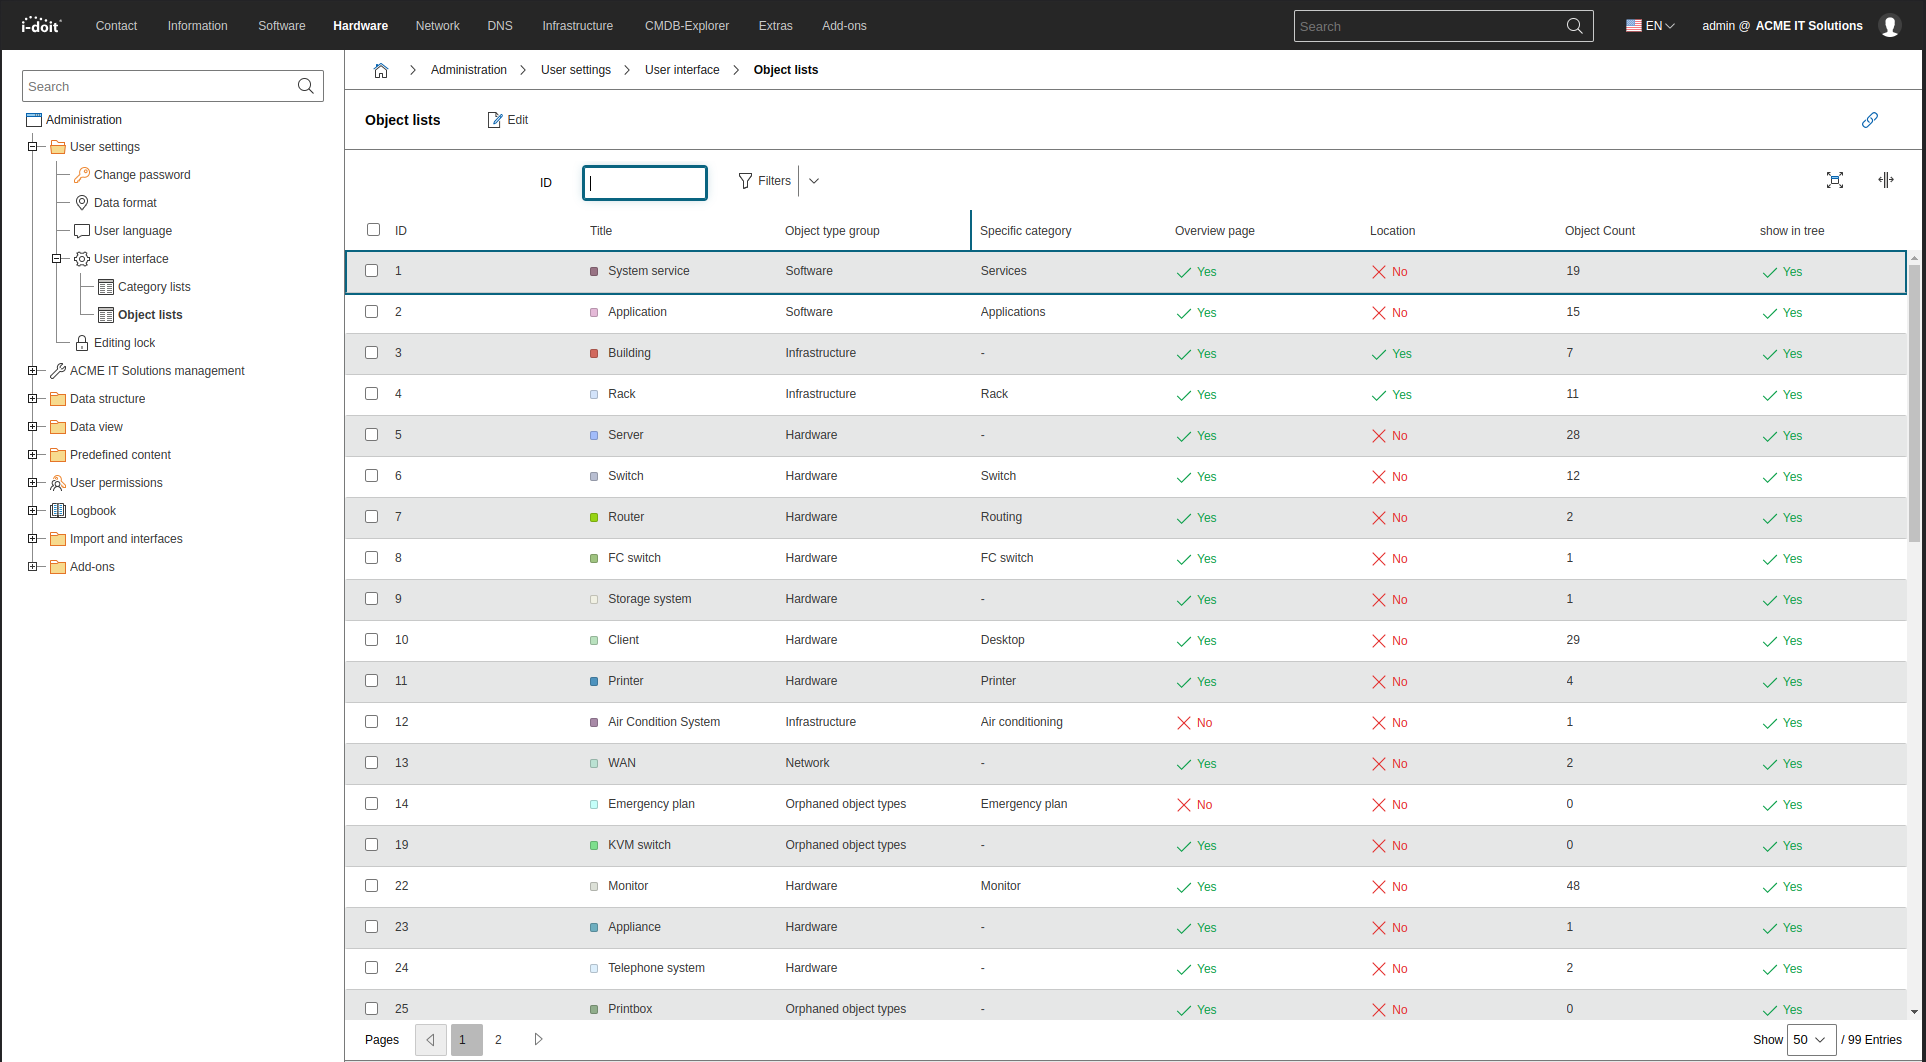 i-doit Contact Information Software Hardware Network DNS Infrastructure CMDB-Explorer Extras Add-ons Search EN admin @ ACME IT Solutions
Search
Administration
User settings
Change password
Data format
User language
User interface
Category lists
Object lists
Editing lock
ACME IT Solutions management
Data structure
Data view
Predefined content
User permissions
Logbook
Import and interfaces
Add-ons
Administration User settings User interface Object lists
Object lists Edit
ID Filters
ID Title Object type group Specific category Overview page Location Object Count show in tree
1 System service Software Services Yes No 19 Yes
2 Application Software Applications Yes No 15 Yes
3 Building Infrastructure - Yes Yes 7 Yes
4 Rack Infrastructure Rack Yes Yes 11 Yes
5 Server Hardware - Yes No 28 Yes
6 Switch Hardware Switch Yes No 12 Yes
7 Router Hardware Routing Yes No 2 Yes
8 FC switch Hardware FC switch Yes No 1 Yes
9 Storage system Hardware - Yes No 1 Yes
10 Client Hardware Desktop Yes No 29 Yes
11 Printer Hardware Printer Yes No 4 Yes
12 Air Condition System Infrastructure Air conditioning No No 1 Yes
13 WAN Network - Yes No 2 Yes
14 Emergency plan Orphaned object types Emergency plan No No 0 Yes
19 KVM switch Orphaned object types - Yes No 0 Yes
22 Monitor Hardware Monitor Yes No 48 Yes
23 Appliance Hardware - Yes No 1 Yes
24 Telephone system Hardware - Yes No 2 Yes
25 Printbox Orphaned object types - Yes No 0 Yes
Pages 1 2 Show 50 / 99 Entries